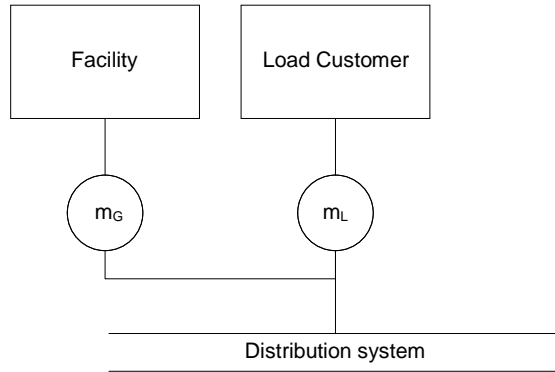 Facility
Load Customer
mG
mL
Distribution system